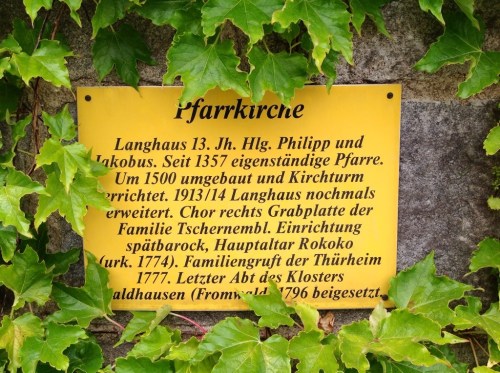 Pfarrkirche
Langhaus 13. Jh. Hlg. Philipp und
Jakobus. Seit 1357 eigenständige Pfarre.
Um 1500 umgebaut und Kirchturm
errichtet. 1913/14 Langhaus nochmals
erweitert. Chor rechts Grabplatte der
Familie Tschernembl. Einrichtung
spätbarock, Hauptaltar Rokoko
(urk. 1774). Familiengruft der Thürheim
1777. Letzter Abt des Klosters
aldhausen (Fromwald) 1796 beigesetzt.